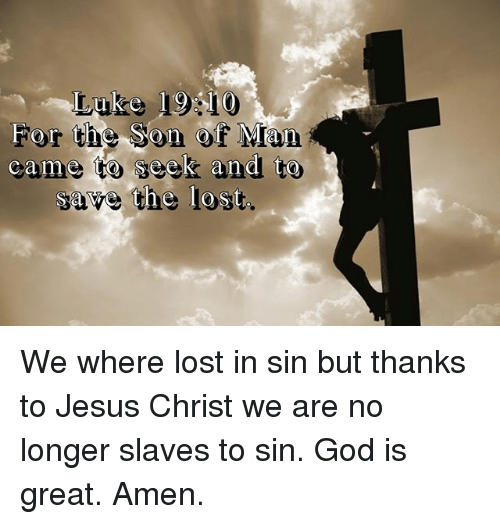 Luke 19:10
For the Son of Man
came to seek and to
save the lost.
We where lost in sin but thanks
to Jesus Christ we are no
longer slaves to sin. God is
great. Amen.